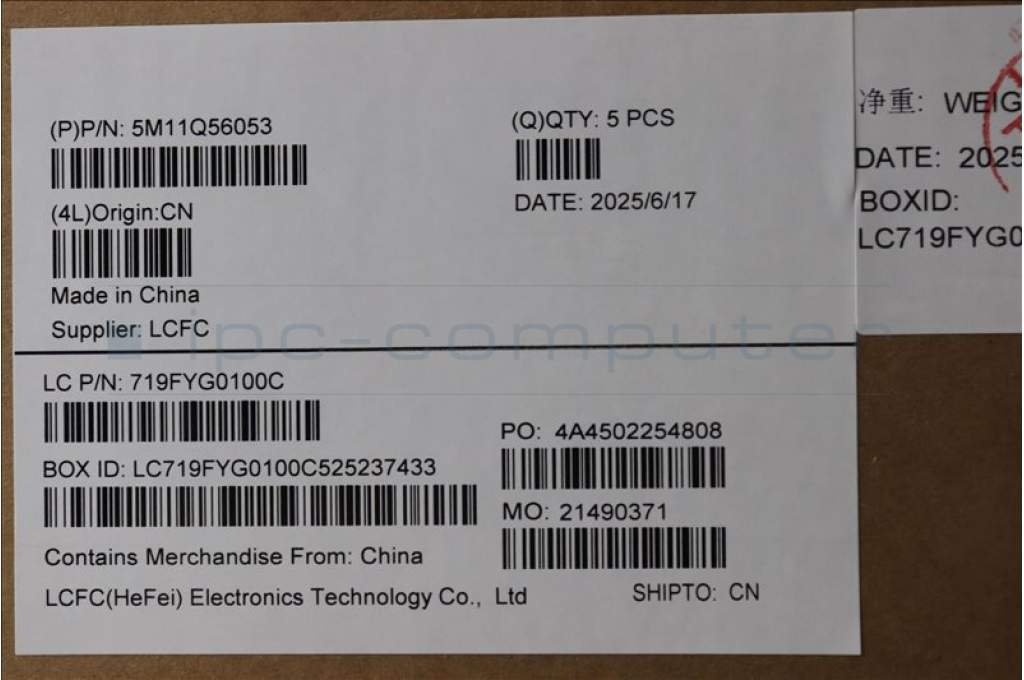 (P)P/N: 5M11Q56053
(Q)QTY: 5 PCS
DATE: 2025/6/17
(4L)Origin:CN
Made in China
Supplier: LCFC
ipc-computer
LC P/N: 719FYG0100C
PO: 4A4502254808
BOX ID: LC719FYG0100C525237433
MO: 21490371
Contains Merchandise From: China
LCFC(HeFei) Electronics Technology Co., Ltd
SHIPTO: CN
净重: WEIG
DATE: 2025
BOXID:
LC719FYG0